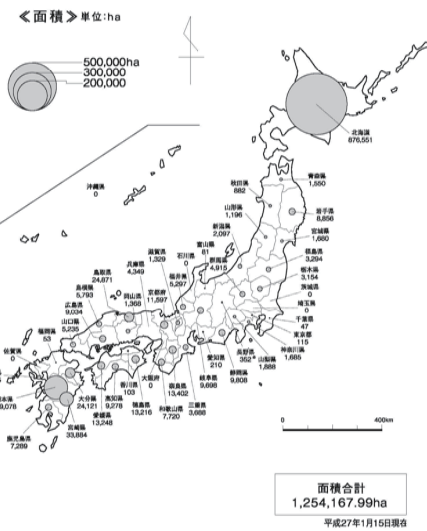 ≪面積≫単位:ha
500,000ha
300,000
200,000
北海道
876,551
青森県
1,550
秋田県
882
岩手県
8,856
山形県
1,196
宮城県
1,680
新潟県
2,097
福島県
3,294
富山県
81
群馬県
4,915
栃木県
3,154
石川県
0
茨城県
0
滋賀県
1,329
福井県
5,297
埼玉県
0
千葉県
47
東京都
115
神奈川県
1,685
山梨県
1,888
長野県
352
静岡県
9,808
愛知県
210
岐阜県
9,698
三重県
3,688
奈良県
13,402
和歌山県
7,720
大阪府
0
兵庫県
4,349
京都府
11,597
鳥取県
24,871
岡山県
1,368
島根県
5,793
広島県
9,034
山口県
5,235
徳島県
13,216
香川県
103
高知県
9,278
愛媛県
13,248
福岡県
53
佐賀県
0
大分県
24,121
宮崎県
33,884
本県
9,078
鹿児島県
7,289
沖縄県
0
0
400km
面積合計
1,254,167.99ha
平成27年1月15日現在